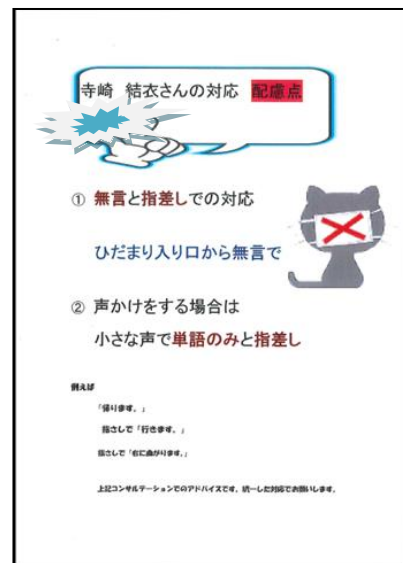 寺崎 結衣さんの対応 配慮点
① 無言と指差しでの対応
ひだまり入り口から無言で
② 声かけをする場合は
小さな声で単語のみと指差し
例えば
「帰ります。」
指さしで「行きます。」
指さしで「右に曲がります。」
上記コンサルテーションでのアドバイスです。統一した対応でお願いします。